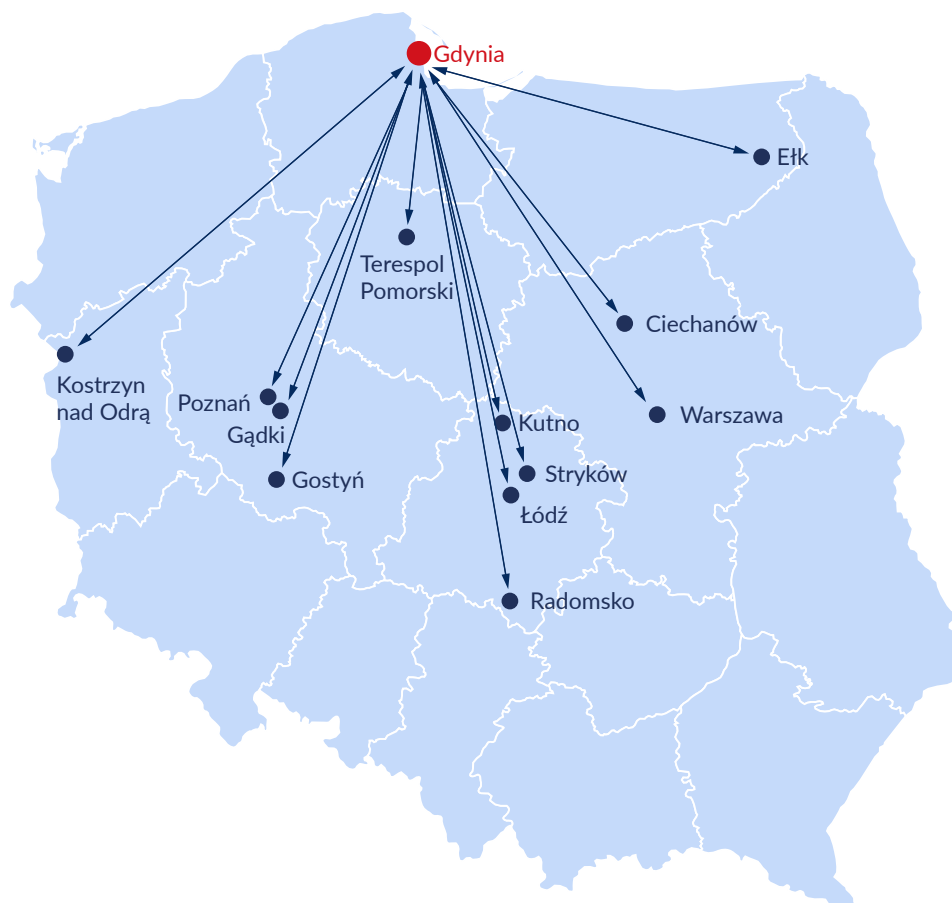 Gdynia
Ełk
Terespol
Pomorski
Ciechanów
Kostrzyn
nad Odrą
Poznań
Gądki
Warszawa
Kutno
Gostyń
Stryków
Łódź
Radomsko